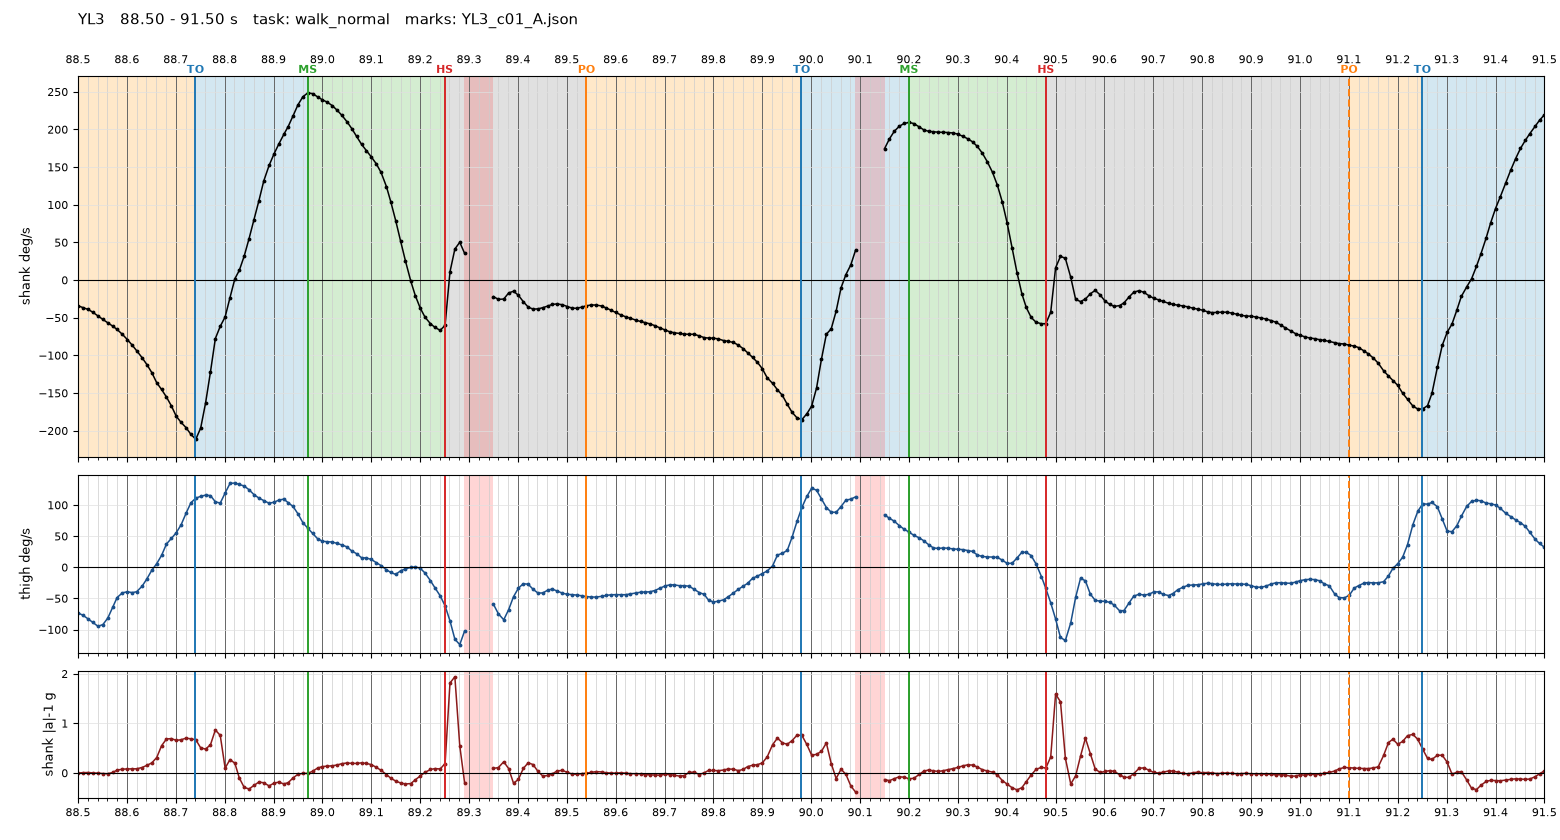 YL3   88.50 - 91.50 s   task: walk_normal   marks: YL3_c01_A.json
88.5 88.6 88.7 88.8 88.9 89.0 89.1 89.2 89.3 89.4 89.5 89.6 89.7 89.8 89.9 90.0 90.1 90.2 90.3 90.4 90.5 90.6 90.7 90.8 90.9 91.0 91.1 91.2 91.3 91.4 91.5
TO MS HS PO TO MS HS PO TO
shank deg/s
250
200
150
100
50
0
−50
−100
−150
−200
thigh deg/s
100
50
0
−50
−100
shank |a|-1 g
2
1
0
88.5 88.6 88.7 88.8 88.9 89.0 89.1 89.2 89.3 89.4 89.5 89.6 89.7 89.8 89.9 90.0 90.1 90.2 90.3 90.4 90.5 90.6 90.7 90.8 90.9 91.0 91.1 91.2 91.3 91.4 91.5